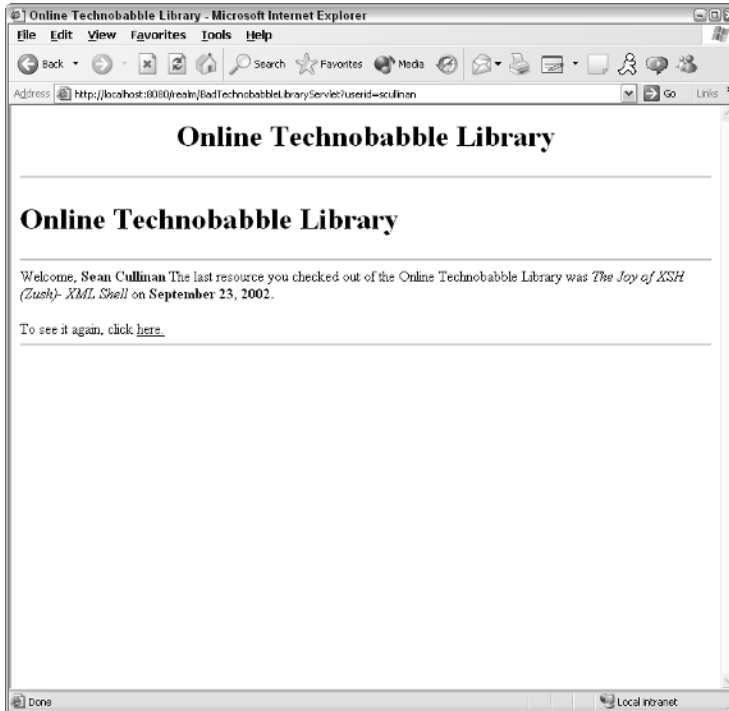 Online Technobabble Library - Microsoft Internet Explorer
File Edit View Favorites Tools Help
Back Search Favorites Media
Address http://localhost:8080/realm/BadTechnobabbleLibraryServlet?userid=scullinan Go Links
Online Technobabble Library
Online Technobabble Library
Welcome, Sean Cullinan The last resource you checked out of the Online Technobabble Library was The Joy of XSH
(Zush)- XML Shell on September 23, 2002.
To see it again, click here.
Done Local intranet